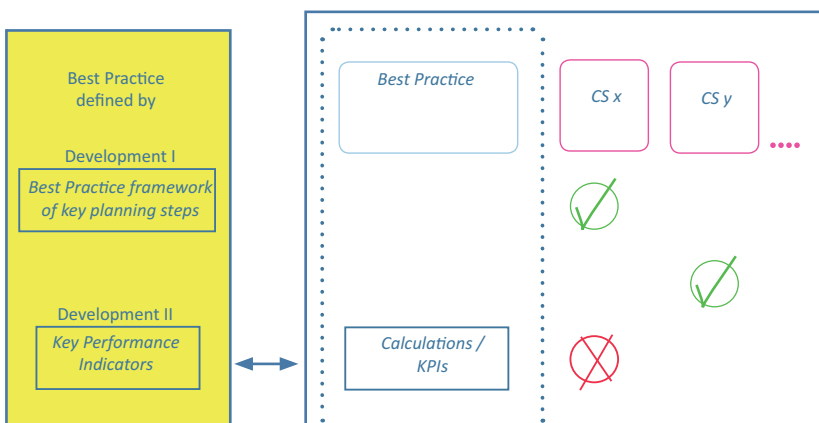 Best Practice
defined by
Development I
Best Practice framework
of key planning steps
Development II
Key Performance
Indicators
Best Practice
CS x
CS y
Calculations /
KPIs